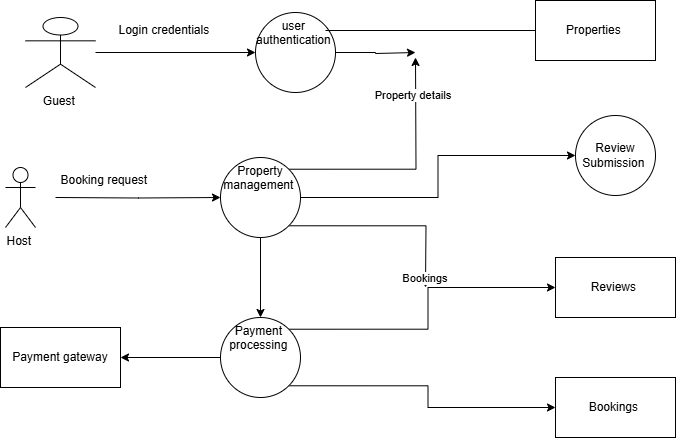 Login credentials
user
authentication
Properties
Guest
Property details
Review
Submission
Booking request
Property
management
Host
Bookings
Reviews
Payment
processing
Payment gateway
Bookings